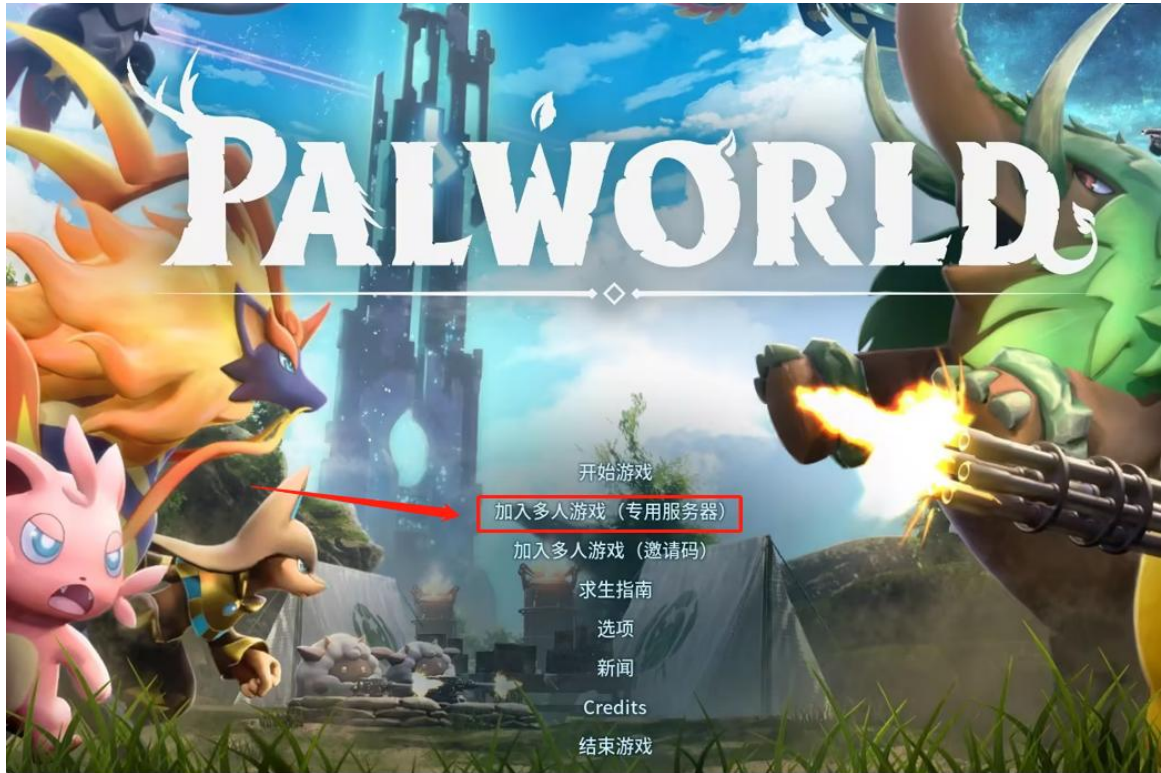 PALWORLD
开始游戏
加入多人游戏（专用服务器）
加入多人游戏（邀请码）
求生指南
选项
新闻
Credits
结束游戏